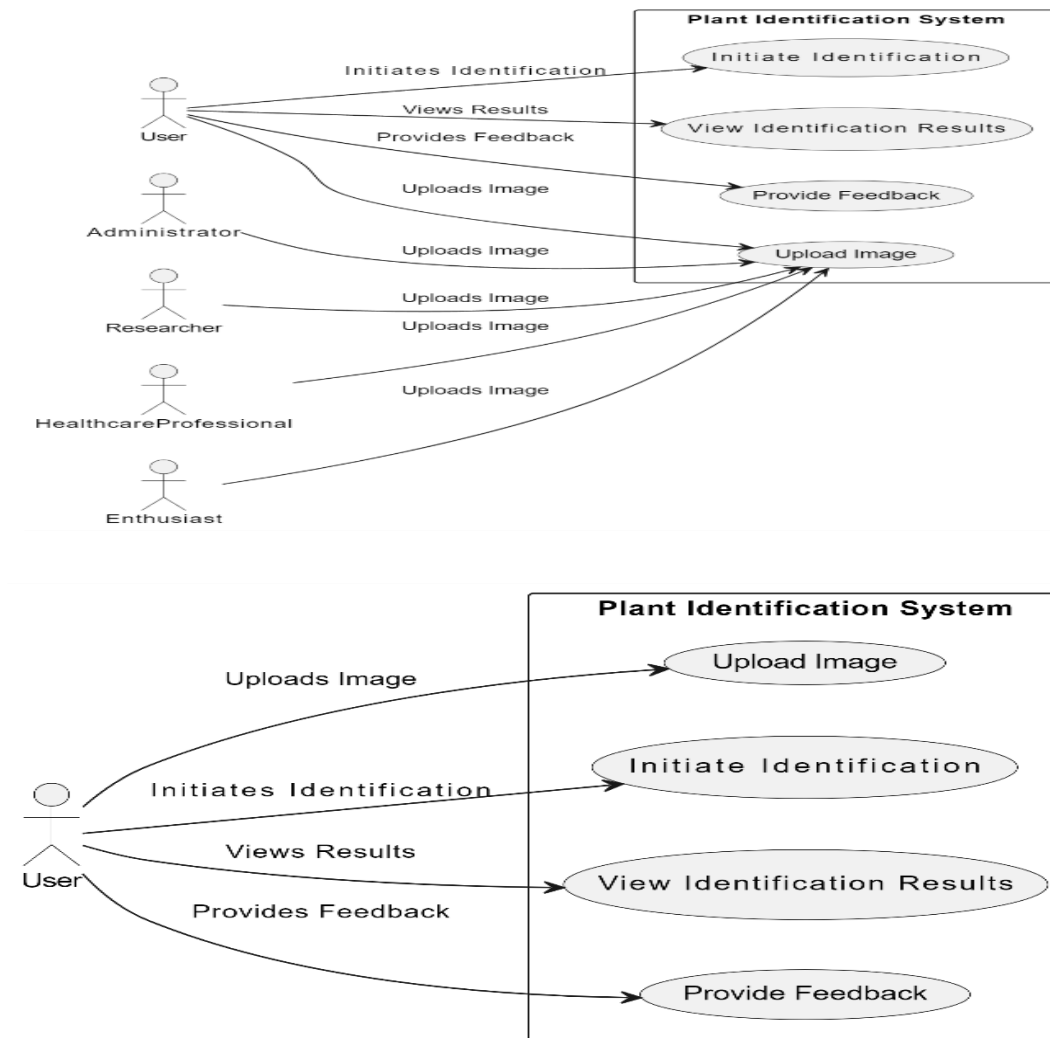 Plant Identification System
Initiate Identification
Initiates Identification
Views Results
View Identification Results
User
Provides Feedback
Uploads Image
Provide Feedback
Administrator
Uploads Image
Upload Image
Researcher
Uploads Image
Uploads Image
HealthcareProfessional
Uploads Image
Enthusiast
Plant Identification System
Uploads Image
Upload Image
Initiates Identification
Initiate Identification
User
Views Results
View Identification Results
Provides Feedback
Provide Feedback